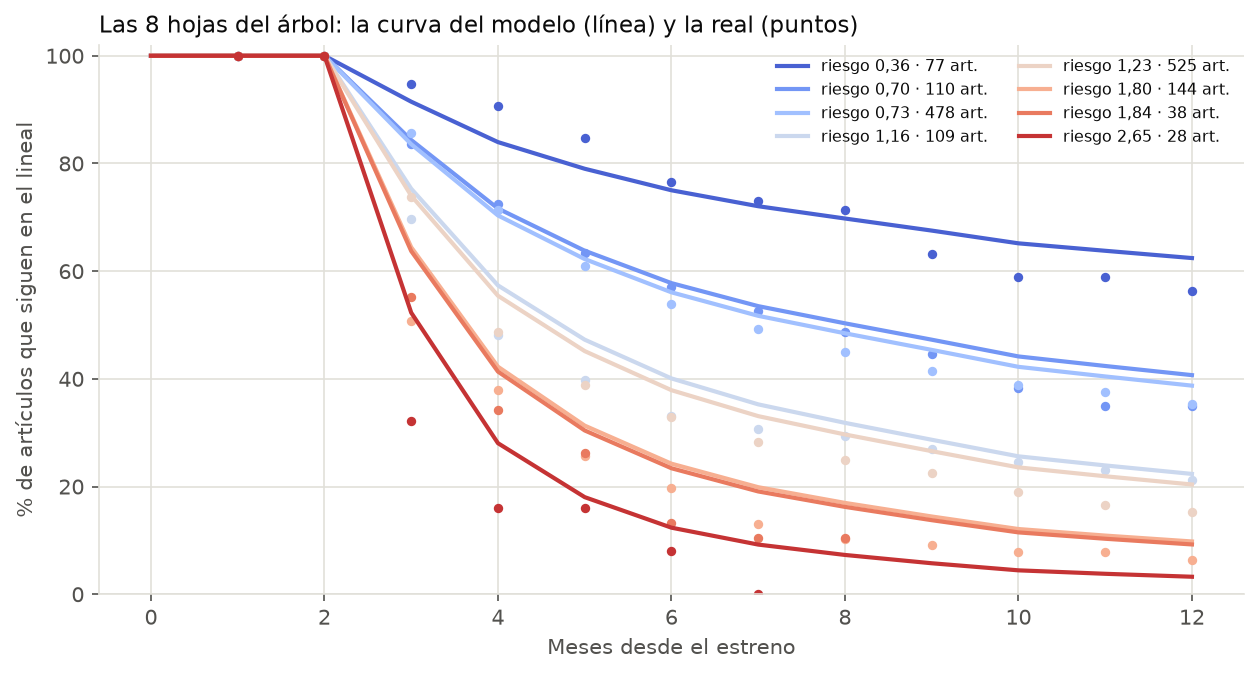 Las 8 hojas del árbol: la curva del modelo (línea) y la real (puntos)
% de artículos que siguen en el lineal
100
80
60
40
20
0
riesgo 0,36 · 77 art.
riesgo 0,70 · 110 art.
riesgo 0,73 · 478 art.
riesgo 1,16 · 109 art.
riesgo 1,23 · 525 art.
riesgo 1,80 · 144 art.
riesgo 1,84 · 38 art.
riesgo 2,65 · 28 art.
0 2 4 6 8 10 12
Meses desde el estreno